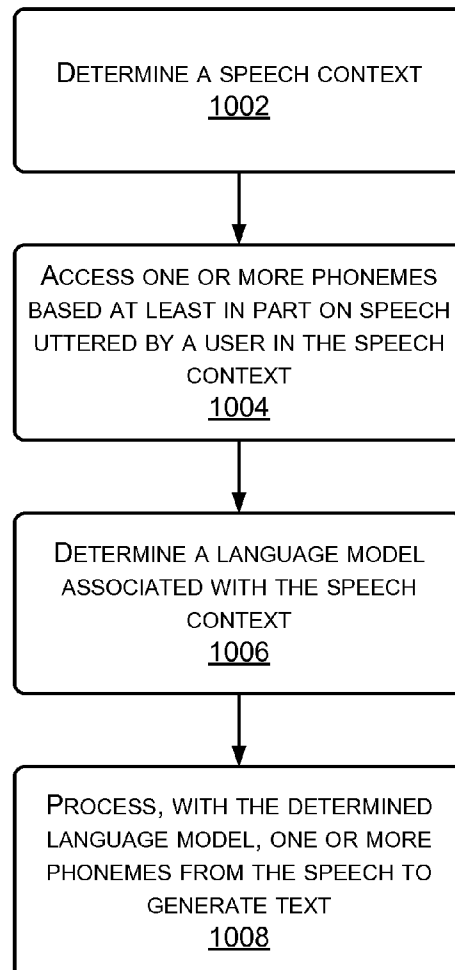 DETERMINE A SPEECH CONTEXT
1002
ACCESS ONE OR MORE PHONEMES
BASED AT LEAST IN PART ON SPEECH
UTTERED BY A USER IN THE SPEECH
CONTEXT
1004
DETERMINE A LANGUAGE MODEL
ASSOCIATED WITH THE SPEECH
CONTEXT
1006
PROCESS, WITH THE DETERMINED
LANGUAGE MODEL, ONE OR MORE
PHONEMES FROM THE SPEECH TO
GENERATE TEXT
1008